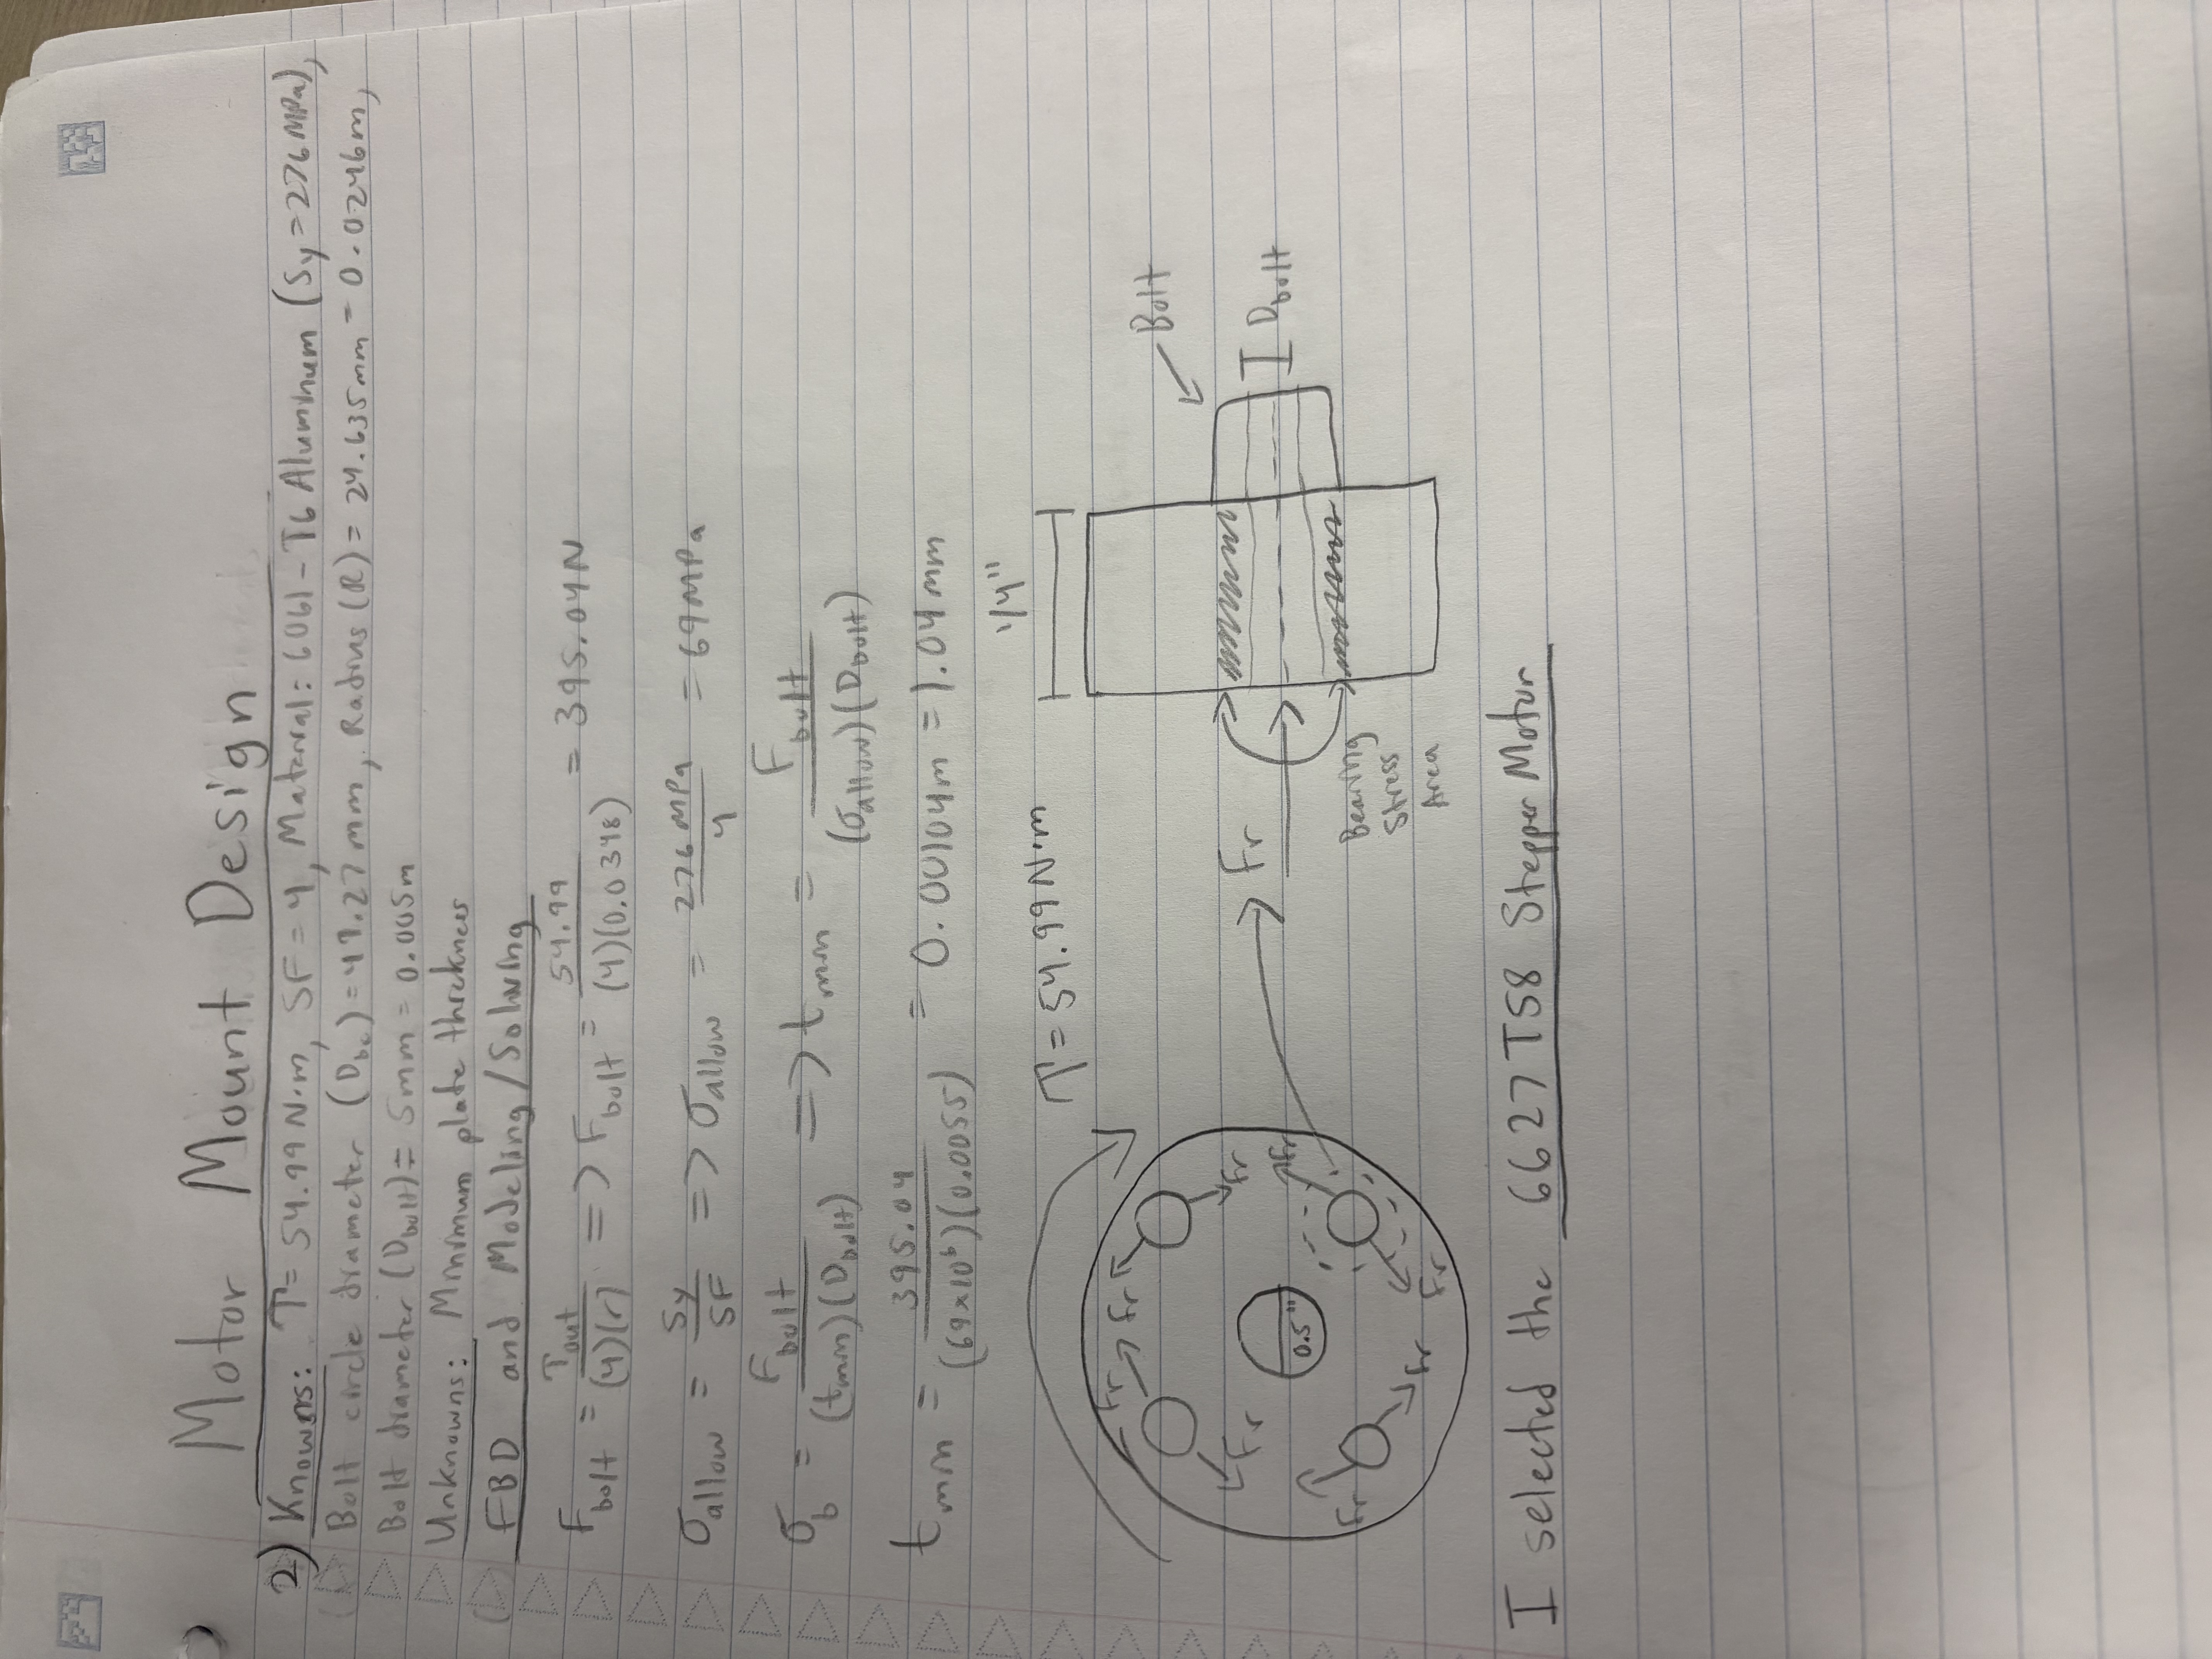 Motor Mount Design
2) Knowns: T = 54.99 N·m, SF = 4, Material: 6061-T6 Aluminum (Sy = 276 MPa),
Bolt circle diameter (Dbc) = 49.27 mm, Radius (R) = 24.635mm = 0.0246m,
Bolt diameter (Dbolt) = 5mm = 0.005m
Unknowns: Minimum plate thickness
FBD and Modeling/Solving
Fbolt = Tout/(4)(r) => Fbolt = 54.99/(4)(0.0348) = 395.04N
σallow = Sy/SF => σallow = 276 MPa/4 = 69MPa
σb = Fbolt/(tmin)(Dbolt) => tmin = Fbolt/(σallow)(Dbolt)
tmin = 395.04/(69×10⁶)(0.0055) = 0.00104m = 1.04mm
1/4"
T = 54.99 N·m
Fr Fr
Bolt
Fr Fr
Fr
Dbolt
0.5"
Fr
Fr
Fr Fr
Bearing
Stress
Area
I selected the 6627T58 Stepper Motor